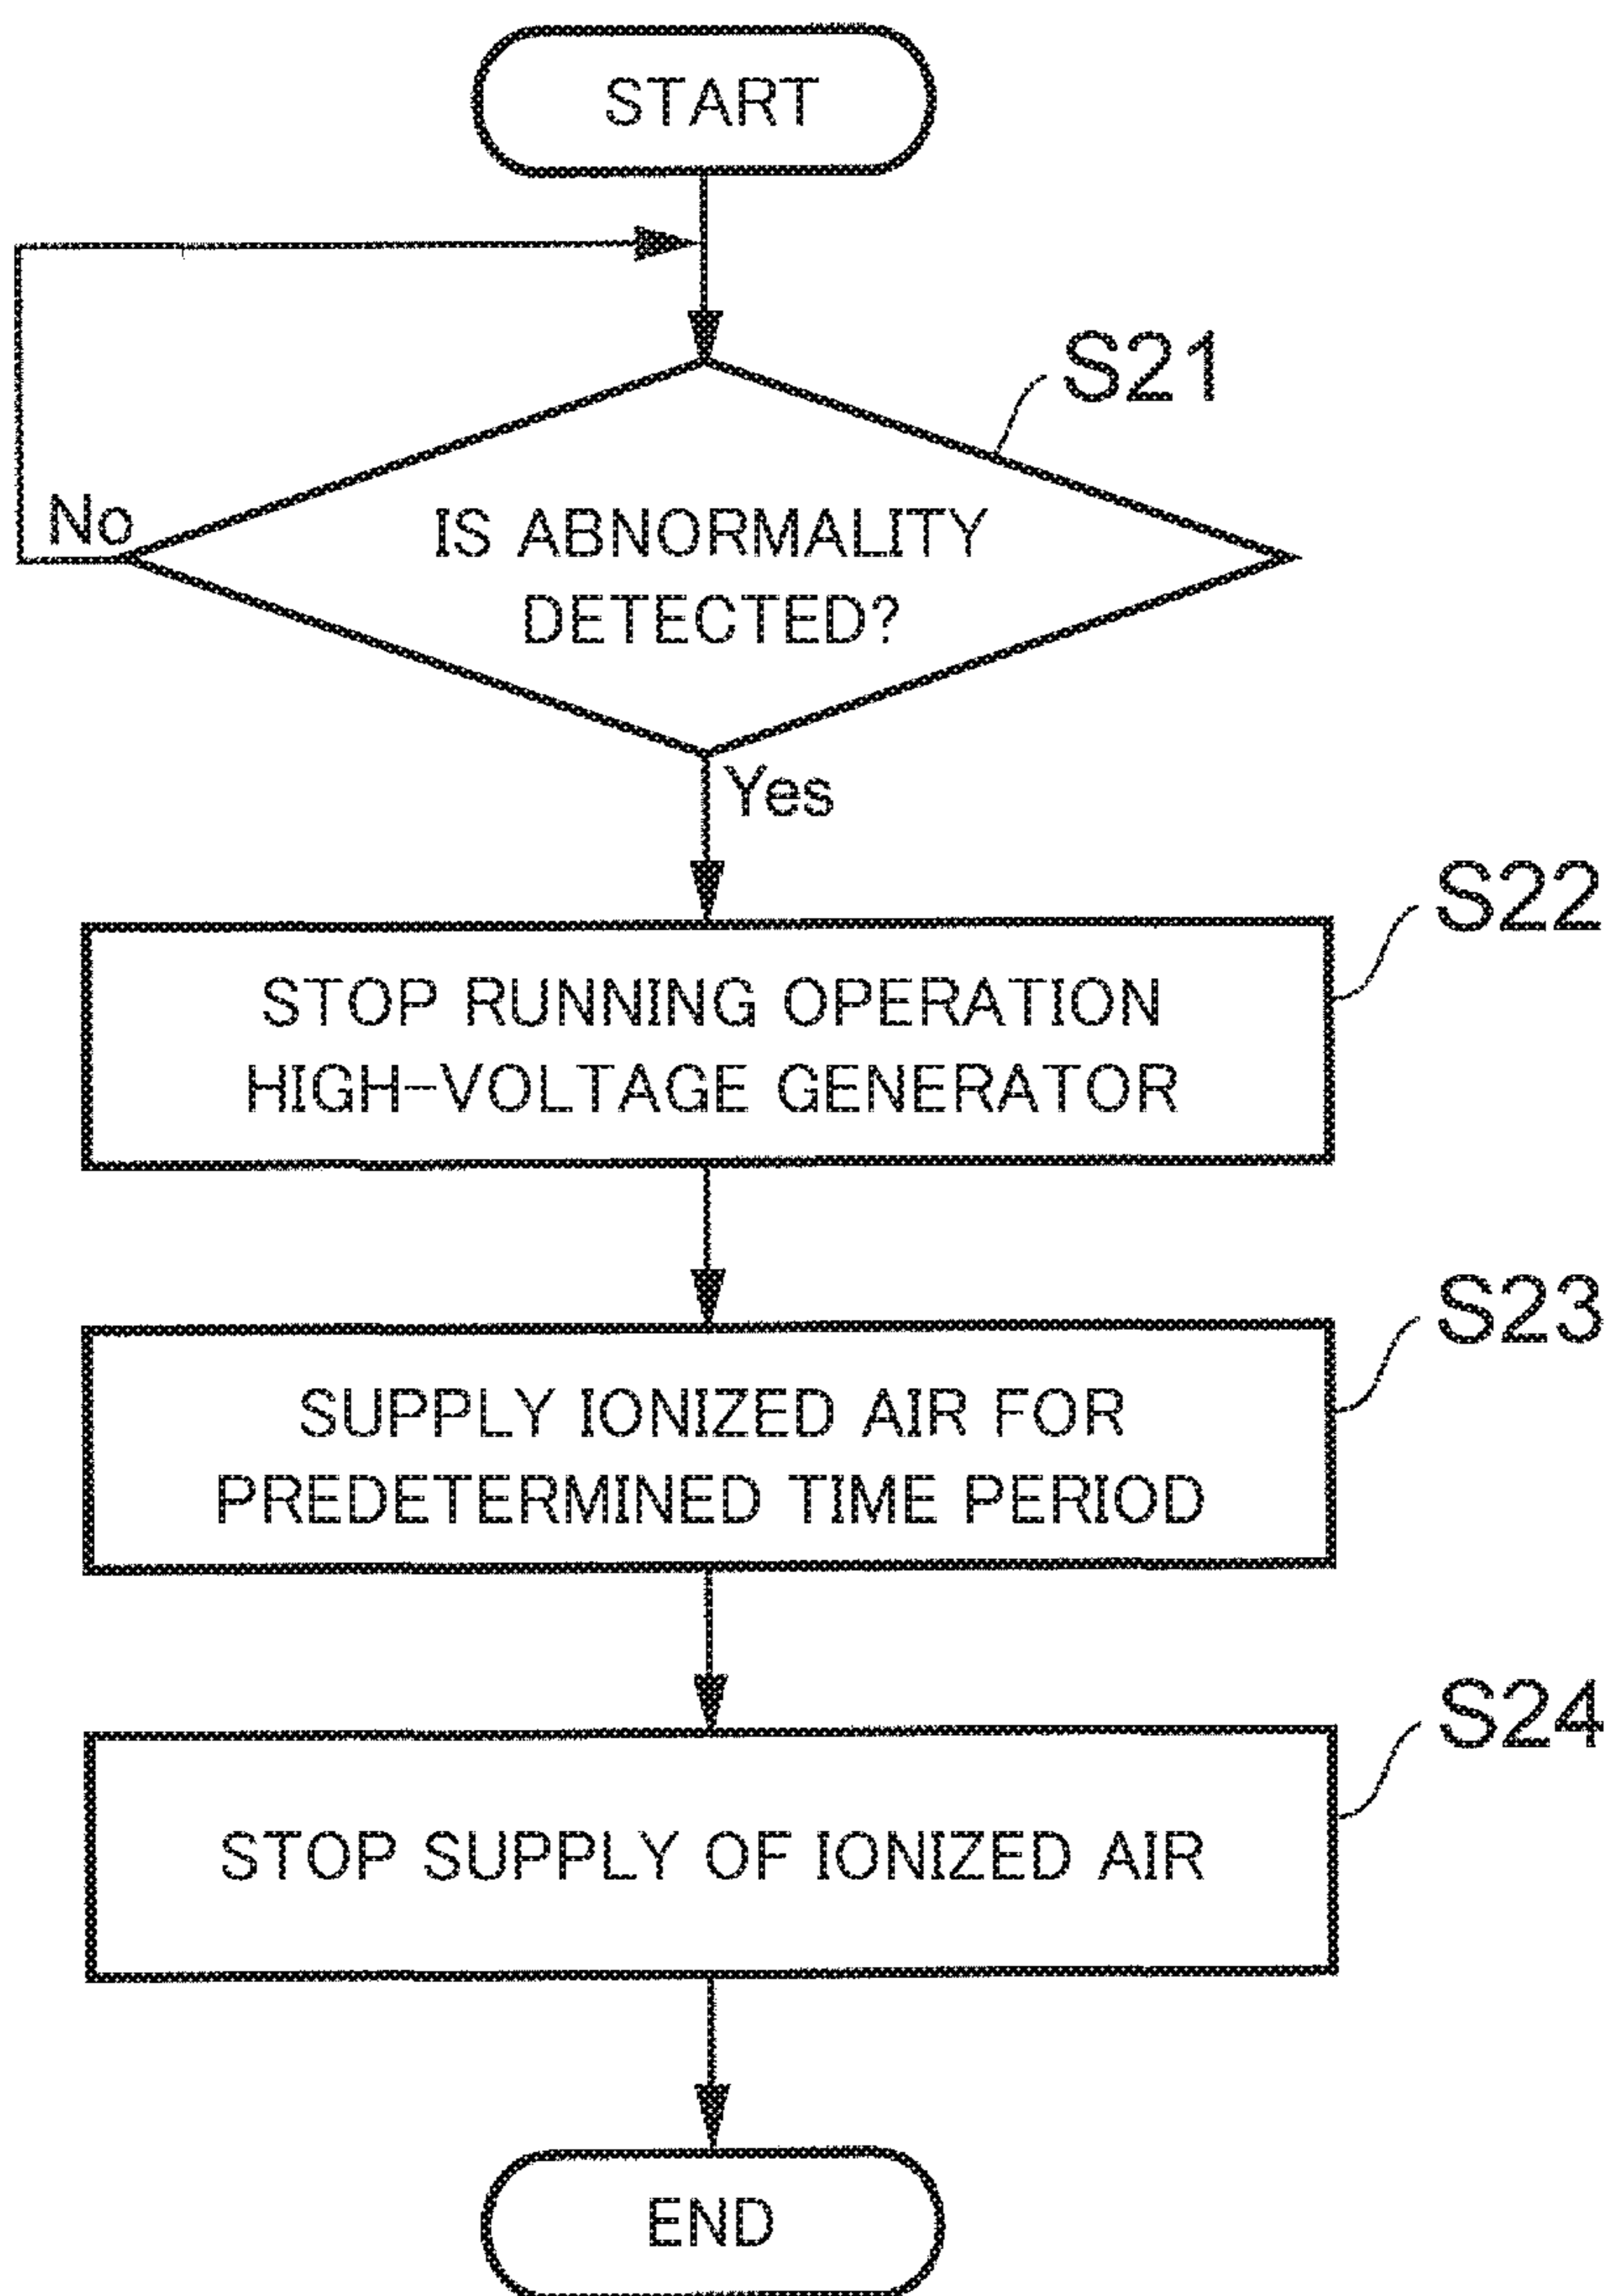 START
S21
IS ABNORMALITY
DETECTED?
No
Yes
S22
STOP RUNNING OPERATION
HIGH-VOLTAGE GENERATOR
S23
SUPPLY IONIZED AIR FOR
PREDETERMINED TIME PERIOD
S24
STOP SUPPLY OF IONIZED AIR
END